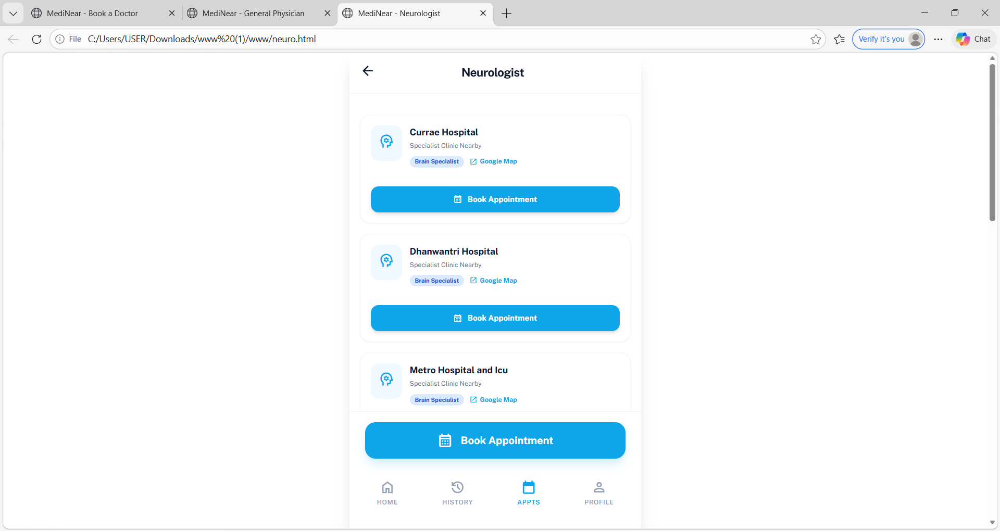 MediNear - Book a Doctor
MediNear - General Physician
MediNear - Neurologist
File C:/Users/USER/Downloads/www%20(1)/www/neuro.html
Verify it's you
Chat
Neurologist
Currae Hospital
Specialist Clinic Nearby
Brain Specialist Google Map
Book Appointment
Dhanwantri Hospital
Specialist Clinic Nearby
Brain Specialist Google Map
Book Appointment
Metro Hospital and Icu
Specialist Clinic Nearby
Brain Specialist Google Map
Book Appointment
HOME HISTORY APPTS PROFILE